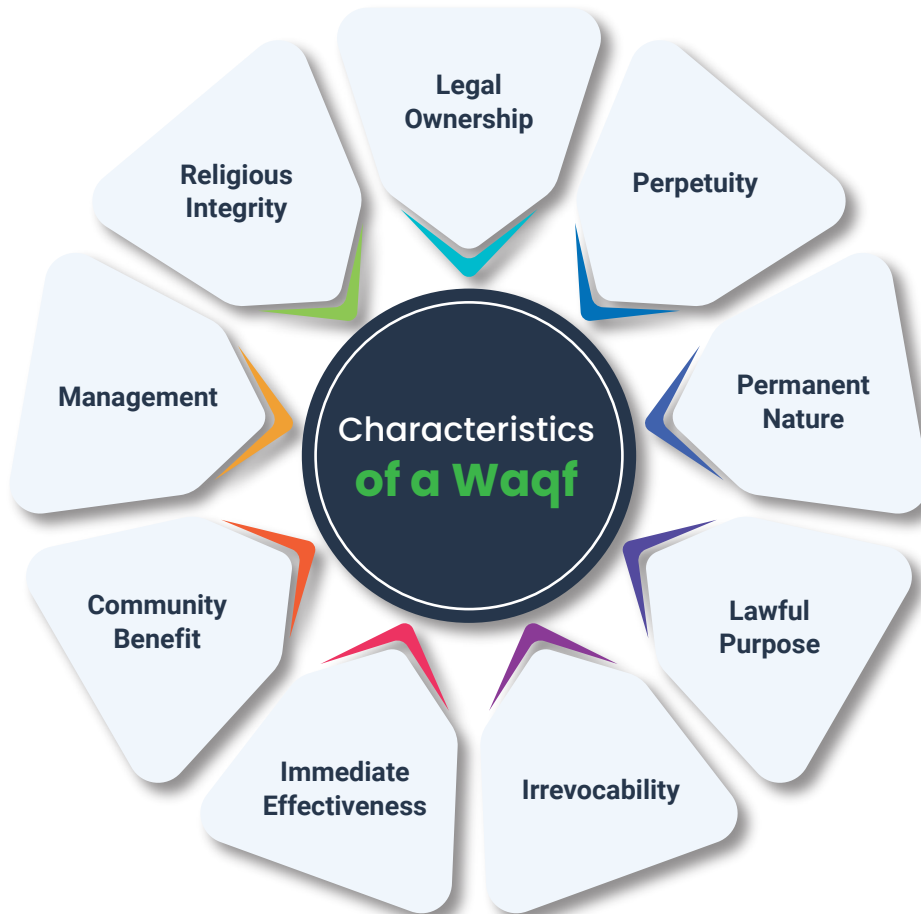 Legal
Ownership
Perpetuity
Permanent
Nature
Lawful
Purpose
Irrevocability
Immediate
Effectiveness
Community
Benefit
Management
Religious
Integrity
Characteristics
of a Waqf